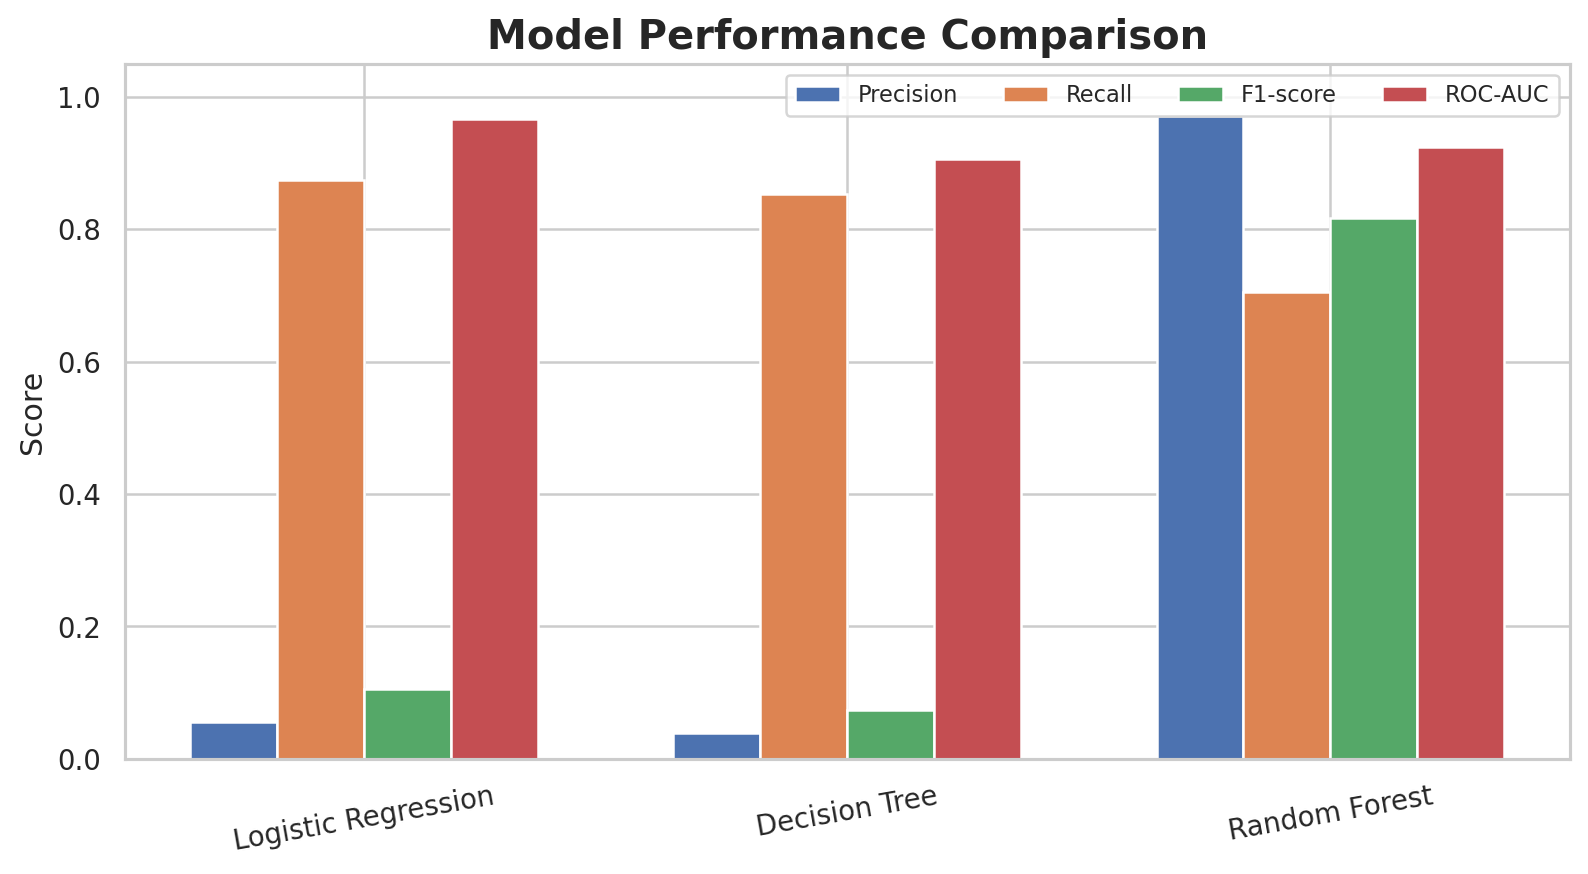 Model Performance Comparison
Precision Recall F1-score ROC-AUC
1.0
0.8
0.6
0.4
0.2
0.0
Score
Logistic Regression Decision Tree Random Forest